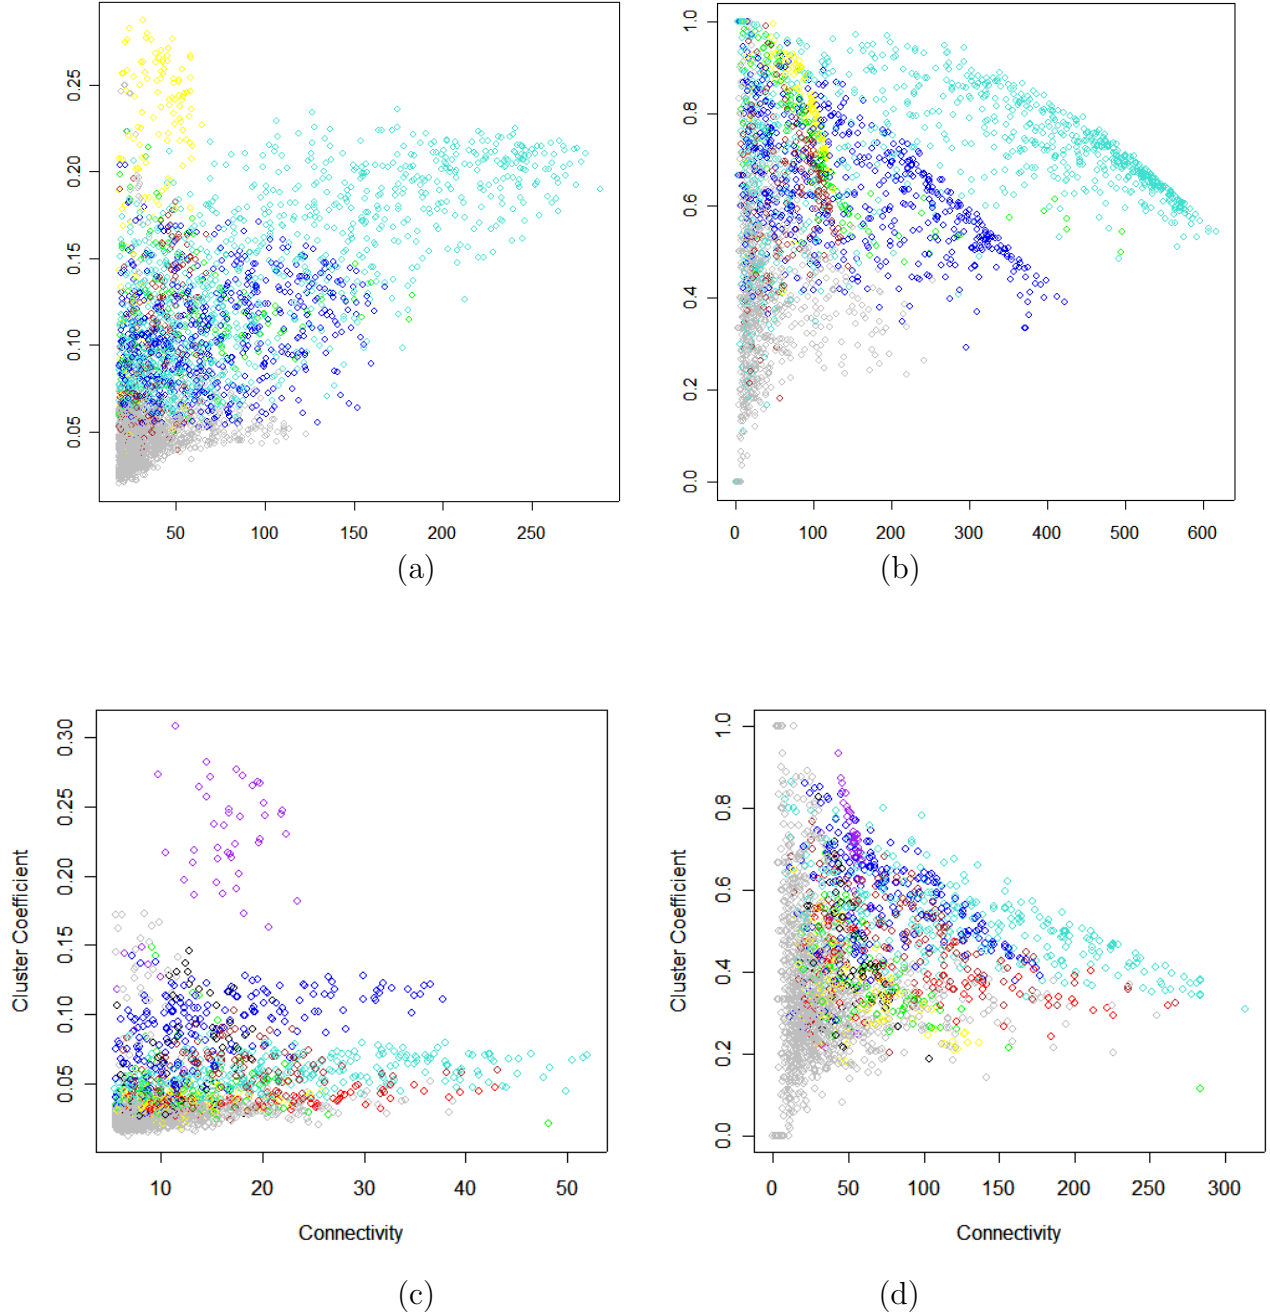 0.05 0.10 0.15 0.20 0.25
50 100 150 200 250
(a)
0.0 0.2 0.4 0.6 0.8 1.0
0 100 200 300 400 500 600
(b)
Cluster Coefficient
0.05 0.10 0.15 0.20 0.25 0.30
10 20 30 40 50
Connectivity
(c)
Cluster Coefficient
0.0 0.2 0.4 0.6 0.8 1.0
0 50 100 150 200 250 300
Connectivity
(d)